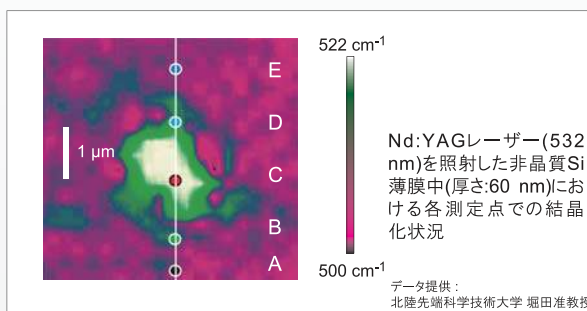 E
D
C
B
A
1 µm
522 cm⁻¹
500 cm⁻¹
Nd:YAGレーザー(532
nm)を照射した非晶質Si
薄膜中(厚さ:60 nm)にお
ける各測定点での結晶
化状況
データ提供：
北陸先端科学技術大学 堀田准教授